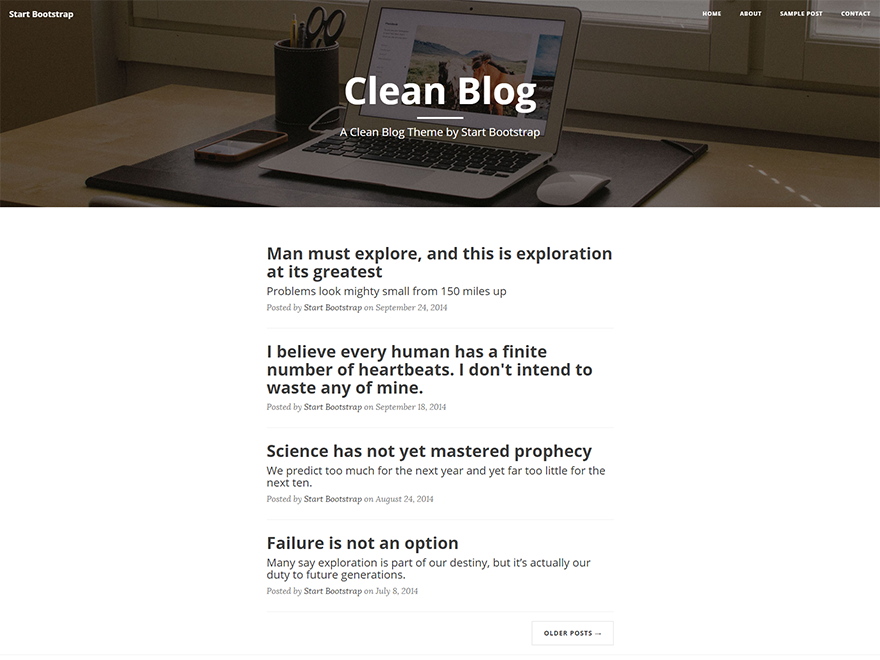 Start Bootstrap
HOME ABOUT SAMPLE POST CONTACT
Clean Blog
A Clean Blog Theme by Start Bootstrap
Man must explore, and this is exploration
at its greatest
Problems look mighty small from 150 miles up
Posted by Start Bootstrap on September 24, 2014
I believe every human has a finite
number of heartbeats. I don't intend to
waste any of mine.
Posted by Start Bootstrap on September 18, 2014
Science has not yet mastered prophecy
We predict too much for the next year and yet far too little for the
next ten.
Posted by Start Bootstrap on August 24, 2014
Failure is not an option
Many say exploration is part of our destiny, but it’s actually our
duty to future generations.
Posted by Start Bootstrap on July 8, 2014
OLDER POSTS →